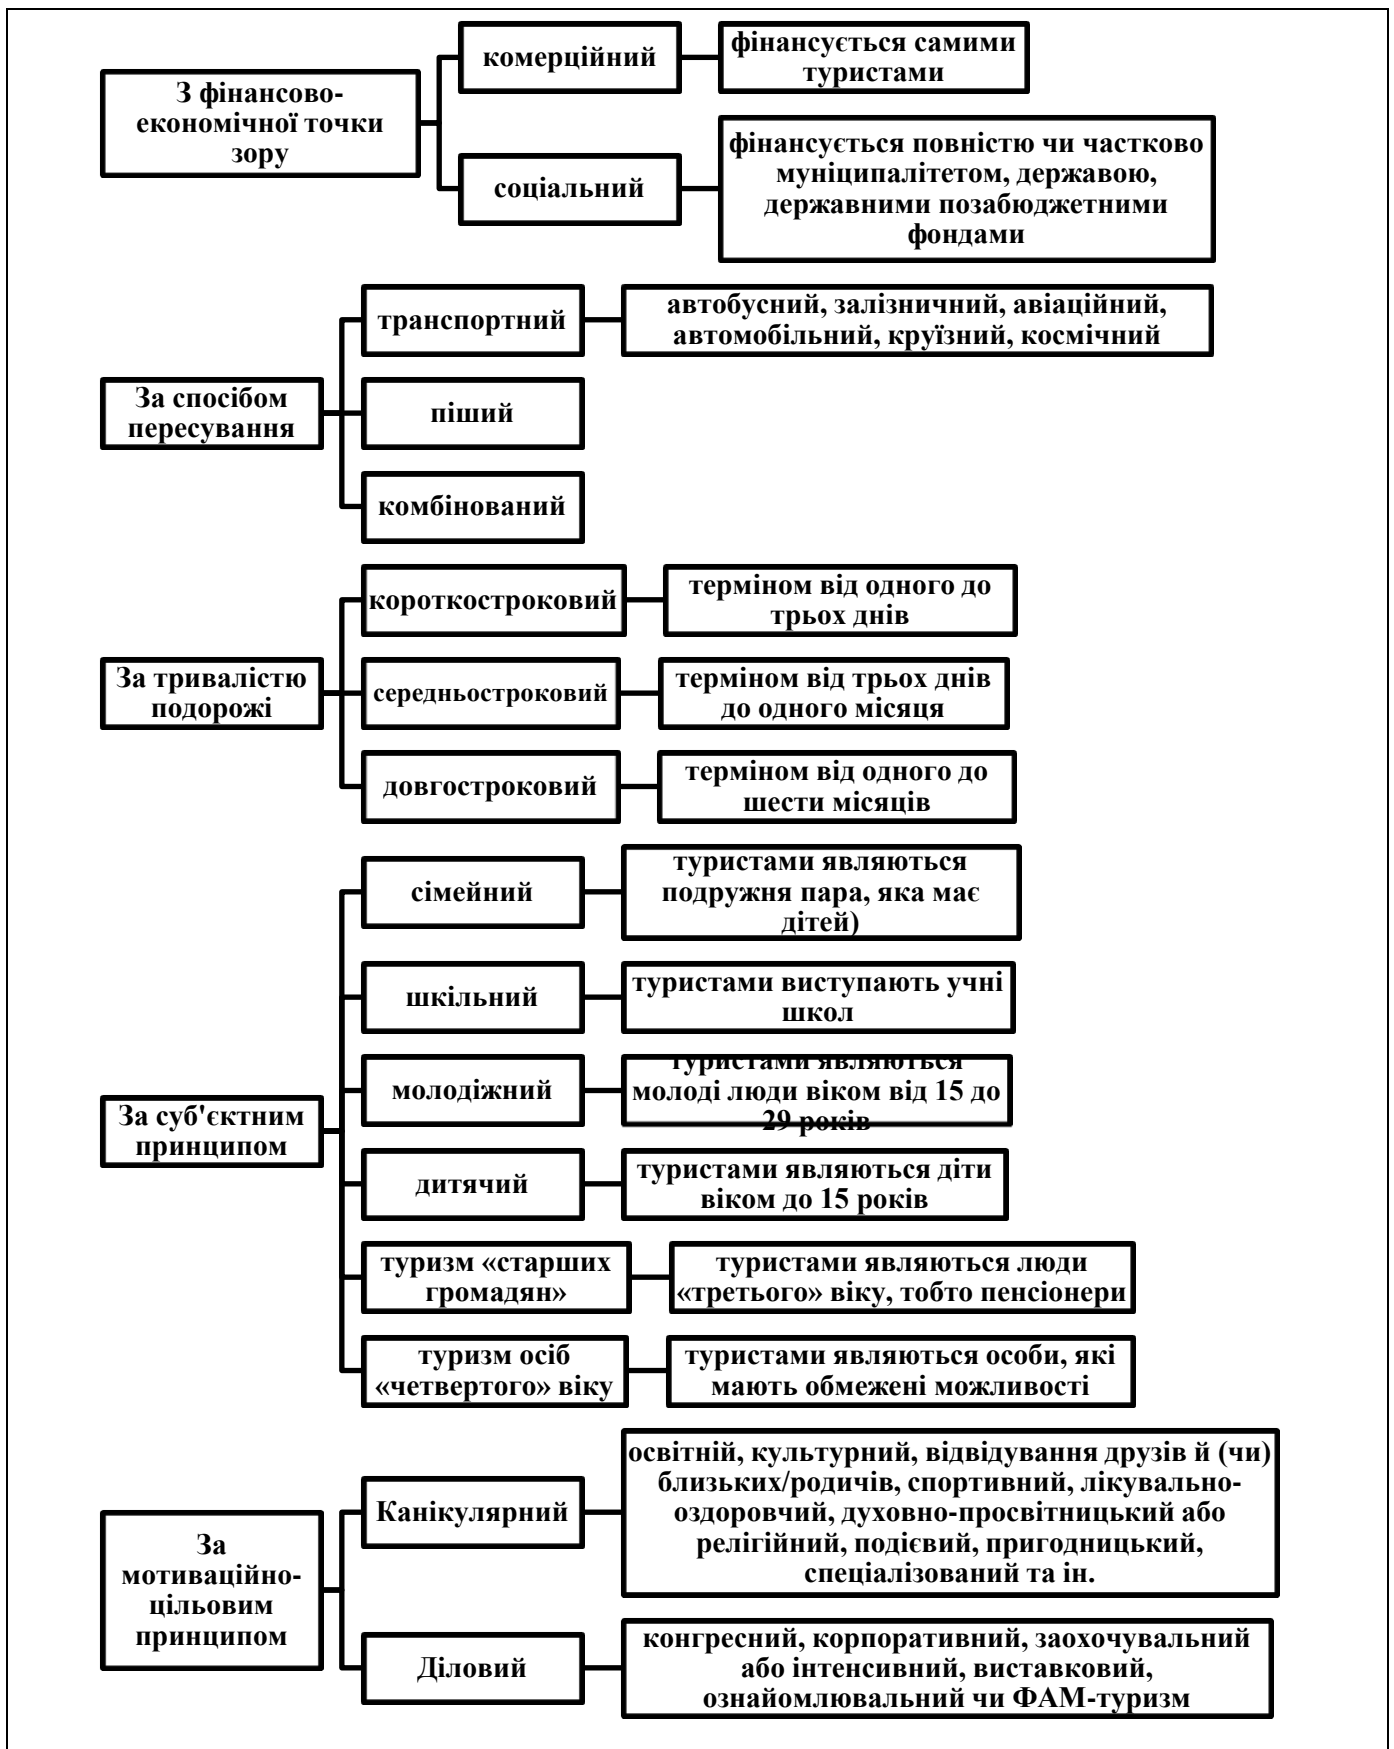 З фінансово-
економічної точки
зору
комерційний
фінансується самими
туристами
соціальний
фінансується повністю чи частково
муніципалітетом, державою,
державними позабюджетними
фондами
За спосібом
пересування
транспортний
автобусний, залізничний, авіаційний,
автомобільний, круїзний, космічний
піший
комбінований
За тривалістю
подорожі
короткостроковий
терміном від одного до
трьох днів
середньостроковий
терміном від трьох днів
до одного місяця
довгостроковий
терміном від одного до
шести місяців
За суб'єктним
принципом
сімейний
туристами являються
подружня пара, яка має
дітей)
шкільний
туристами виступають учні
школ
молодіжний
туристами являються
молоді люди віком від 15 до
29 років
дитячий
туристами являються діти
віком до 15 років
туризм «старших
громадян»
туристами являються люди
«третього» віку, тобто пенсіонери
туризм осіб
«четвертого» віку
туристами являються особи, які
мають обмежені можливості
За
мотиваційно-
цільовим
принципом
Канікулярний
освітній, культурний, відвідування друзів й (чи)
близьких/родичів, спортивний, лікувально-
оздоровчий, духовно-просвітницький або
релігійний, подієвий, пригодницький,
спеціалізований та ін.
Діловий
конгресний, корпоративний, заохочувальний
або інтенсивний, виставковий,
ознайомлювальний чи ФАМ-туризм